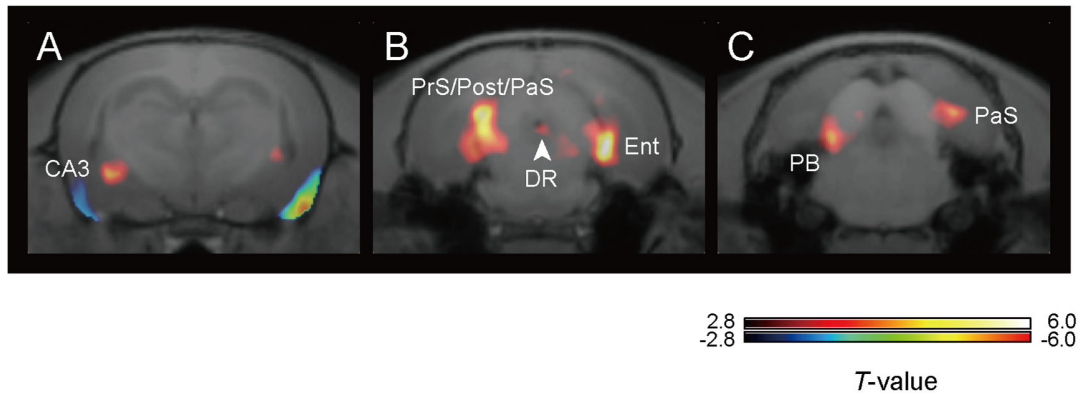 A
B
C
PrS/Post/PaS
CA3
Ent
DR
PaS
PB
2.8 6.0
-2.8 -6.0
T-value